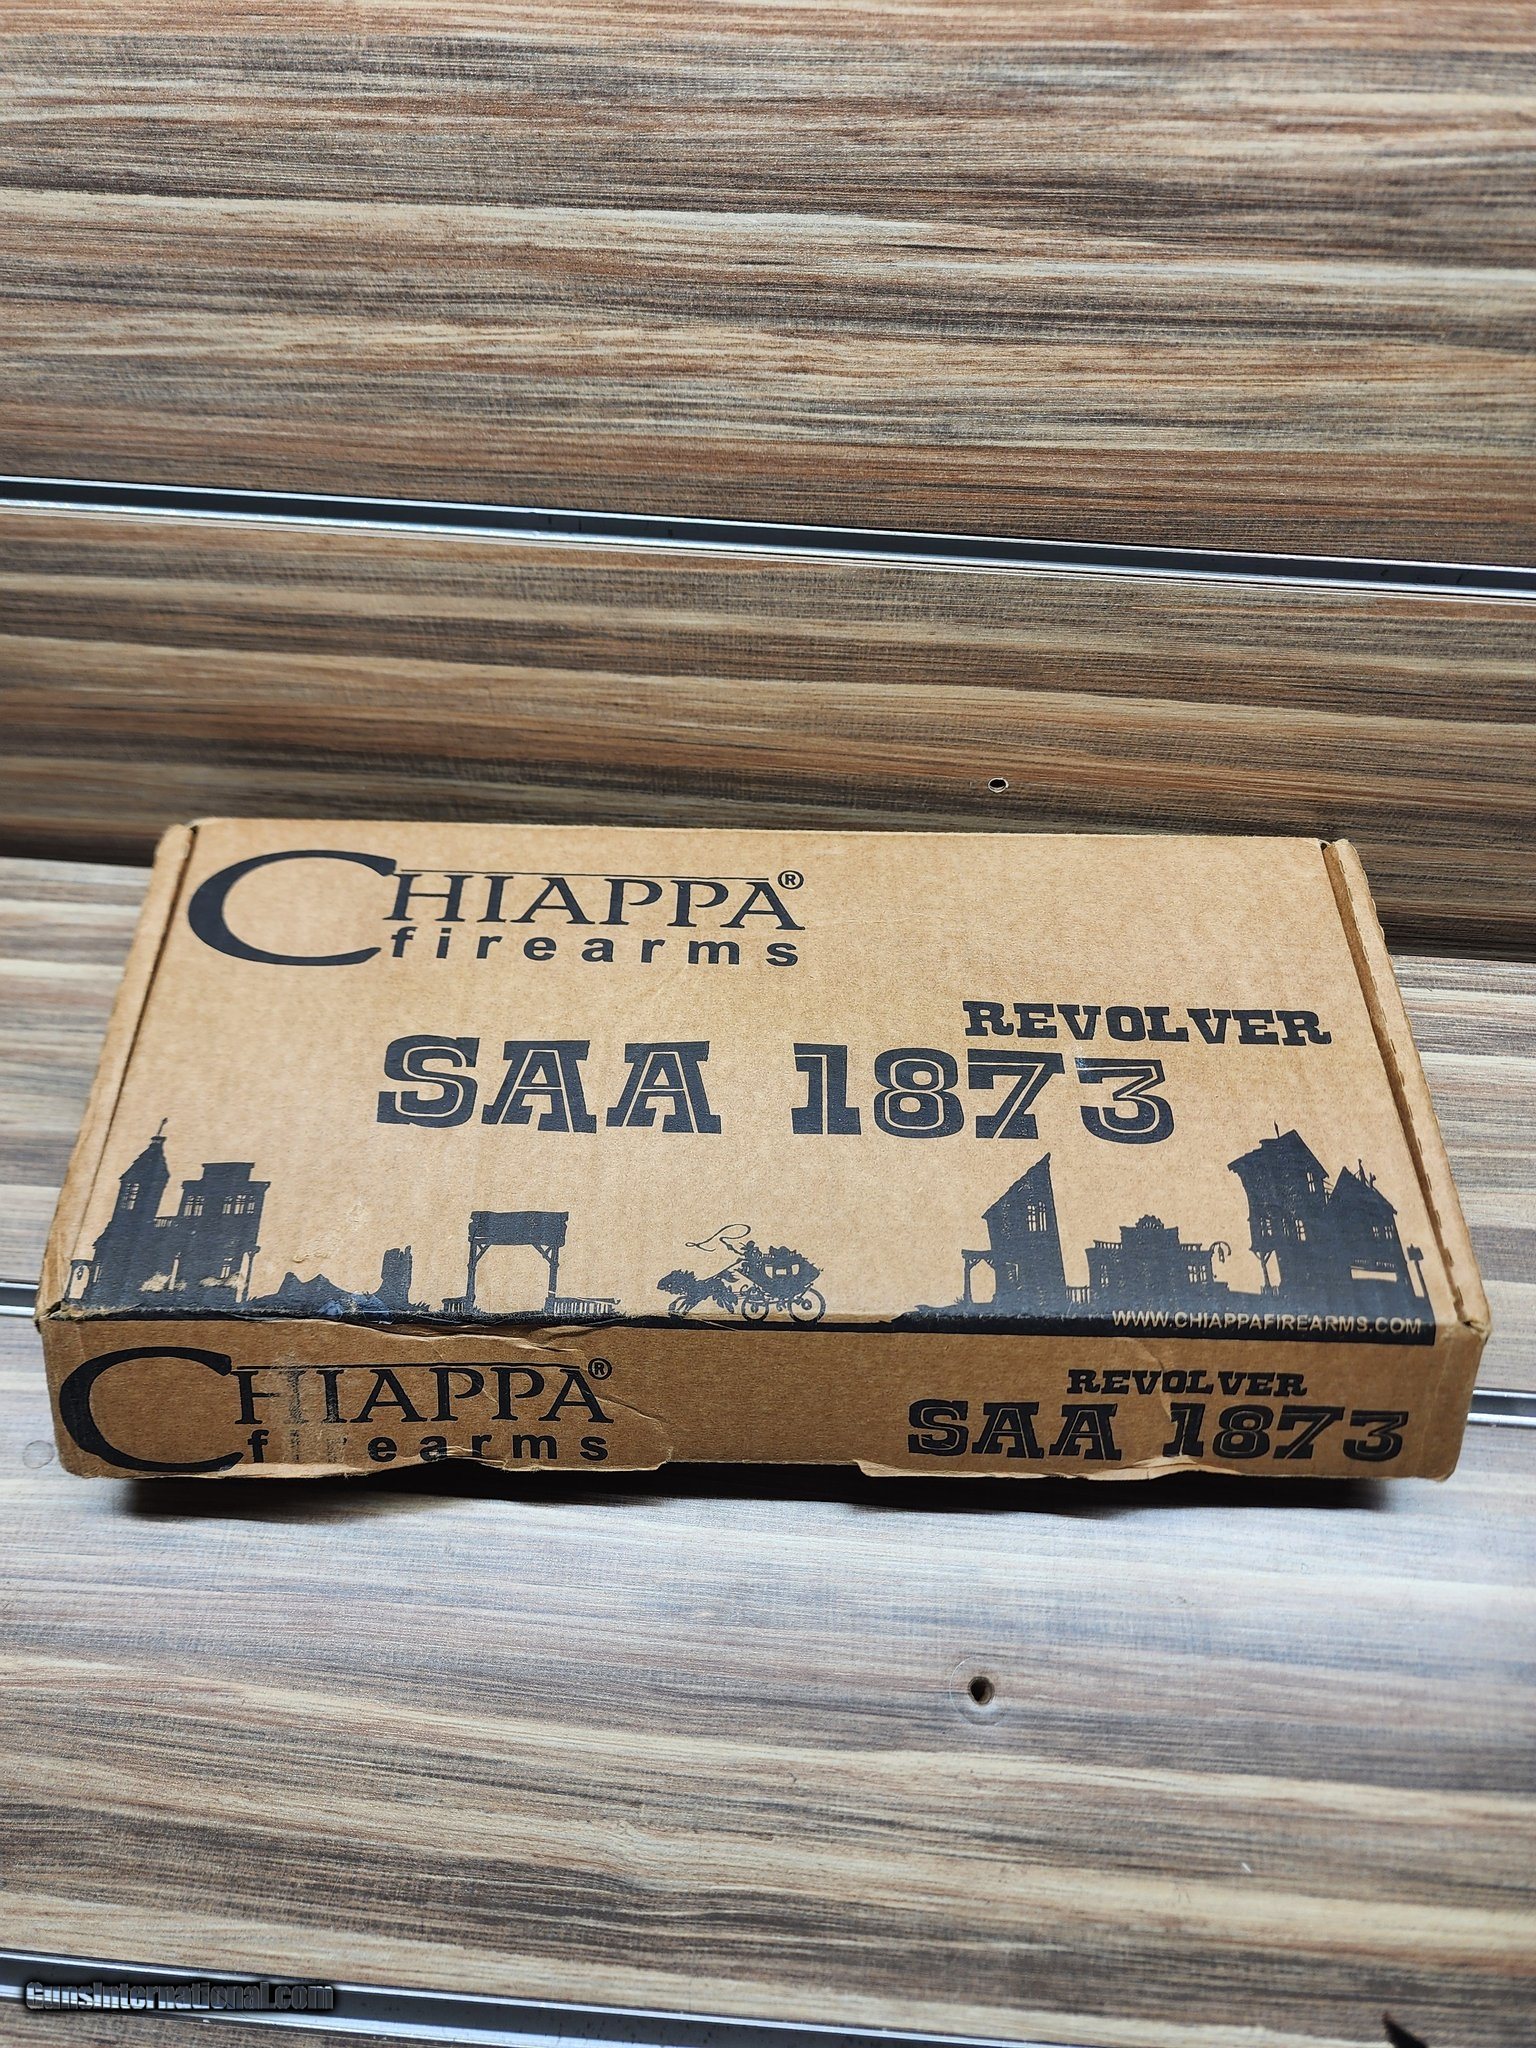 CHIAPPA®
firearms
REVOLVER
SAA 1873
WWW.CHIAPPAFIREARMS.COM
CHIAPPA®
firearms
REVOLVER
SAA 1873
GunsInternational.com